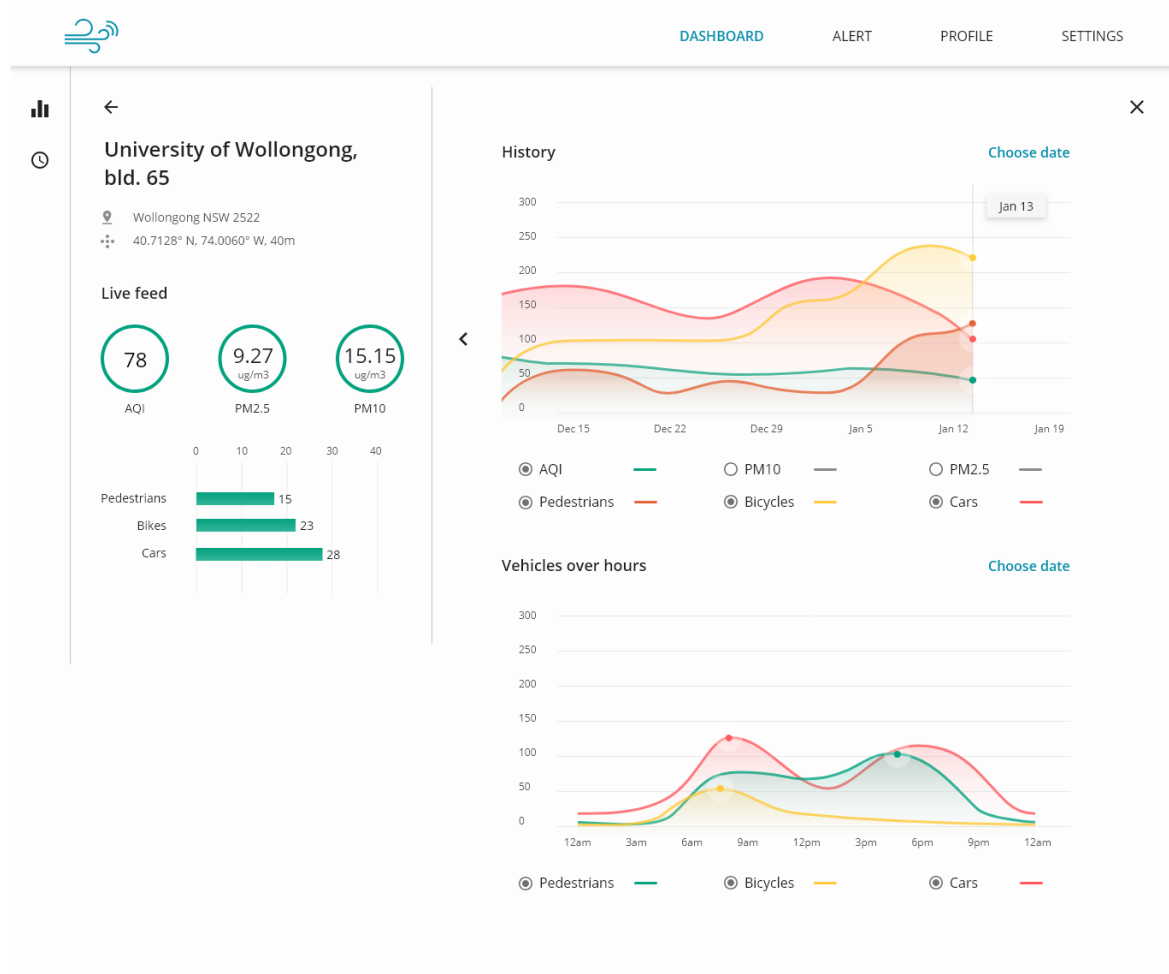 DASHBOARD ALERT PROFILE SETTINGS
University of Wollongong,
bld. 65
Wollongong NSW 2522
40.7128° N, 74.0060° W, 40m
Live feed
78
AQI
9.27
ug/m3
PM2.5
15.15
ug/m3
PM10
0 10 20 30 40
Pedestrians 15
Bikes 23
Cars 28
History Choose date
Jan 13
300
250
200
150
100
50
0
Dec 15 Dec 22 Dec 29 Jan 5 Jan 12 Jan 19
AQI PM10 PM2.5
Pedestrians Bicycles Cars
Vehicles over hours Choose date
300
250
200
150
100
50
0
12am 3am 6am 9am 12pm 3pm 6pm 9pm 12am
Pedestrians Bicycles Cars